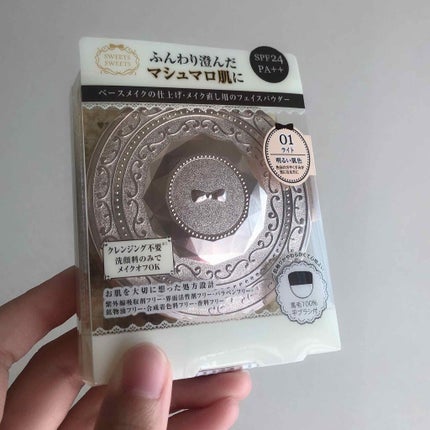 SWEETS
SWEETS
ふんわり澄んだ
マシュマロ肌に
SPF24
PA++
ベースメイクの仕上げ・メイク直し用のフェイスパウダー
01
ライト
明るい肌色
クレンジング不要
洗顔料のみで
メイクオフOK
お肌を大切に想った処方設計
紫外線吸収剤フリー・界面活性剤フリー・パラベンフリー
鉱物油フリー・合成着色料フリー・香料フリー
馬毛100%
平ブラシ付